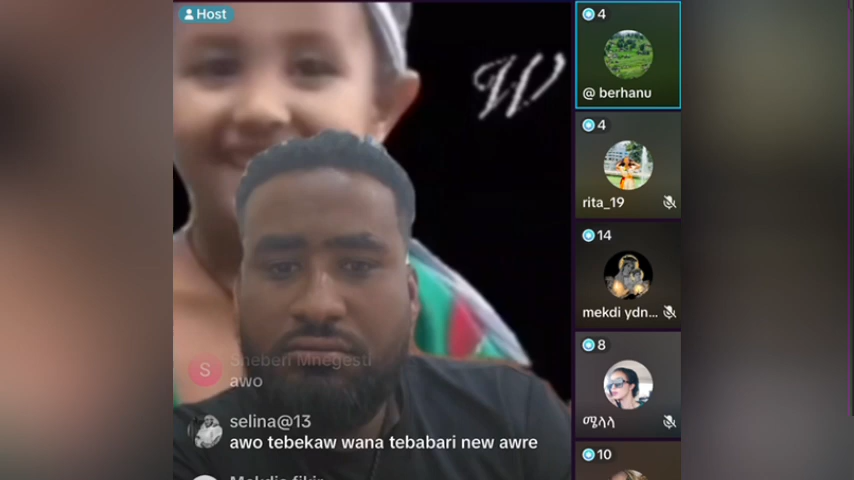 Host
W
4
@ berhanu
4
rita_19
14
mekdi ydn...
8
ሜላላ
10
Sheberi Mnegesti
S
awo
selina@13
awo tebekaw wana tebabari new awre